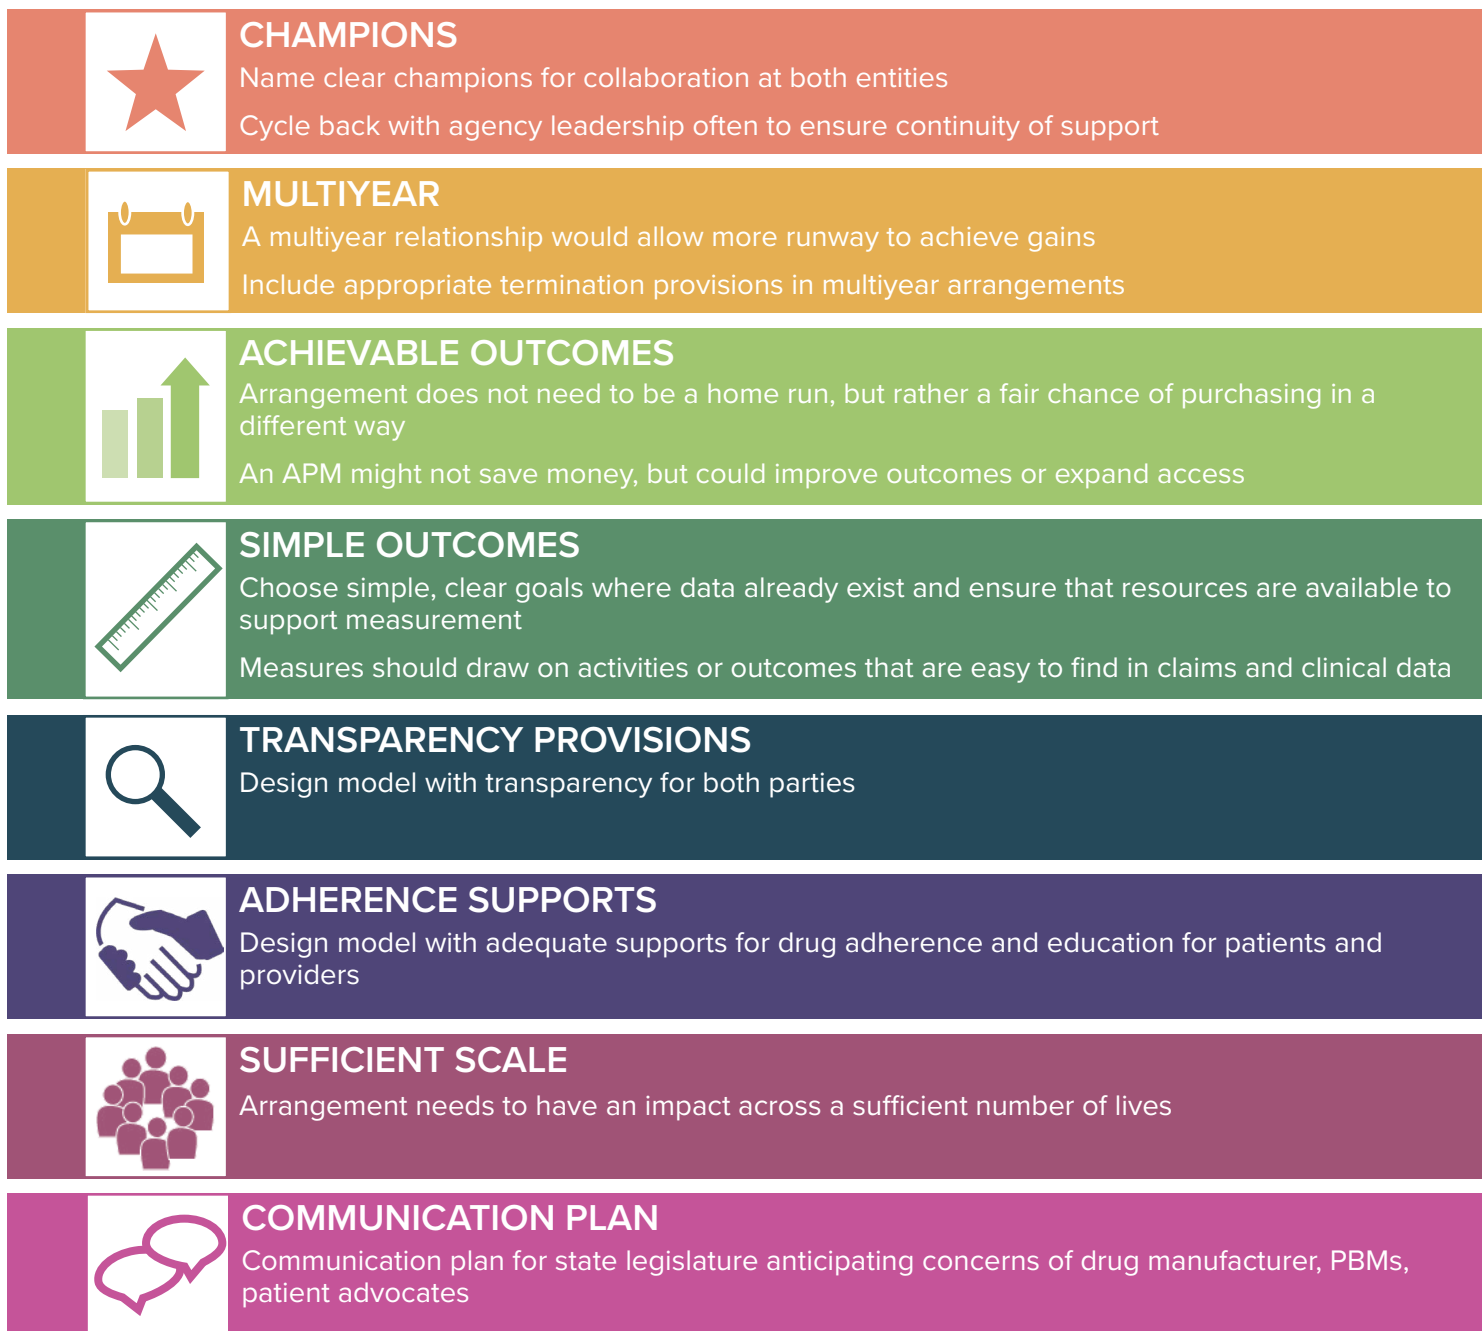 CHAMPIONS
Name clear champions for collaboration at both entities
Cycle back with agency leadership often to ensure continuity of support
MULTIYEAR
A multiyear relationship would allow more runway to achieve gains
Include appropriate termination provisions in multiyear arrangements
ACHIEVABLE OUTCOMES
Arrangement does not need to be a home run, but rather a fair chance of purchasing in a
different way
An APM might not save money, but could improve outcomes or expand access
SIMPLE OUTCOMES
Choose simple, clear goals where data already exist and ensure that resources are available to
support measurement
Measures should draw on activities or outcomes that are easy to find in claims and clinical data
TRANSPARENCY PROVISIONS
Design model with transparency for both parties
ADHERENCE SUPPORTS
Design model with adequate supports for drug adherence and education for patients and
providers
SUFFICIENT SCALE
Arrangement needs to have an impact across a sufficient number of lives
COMMUNICATION PLAN
Communication plan for state legislature anticipating concerns of drug manufacturer, PBMs,
patient advocates